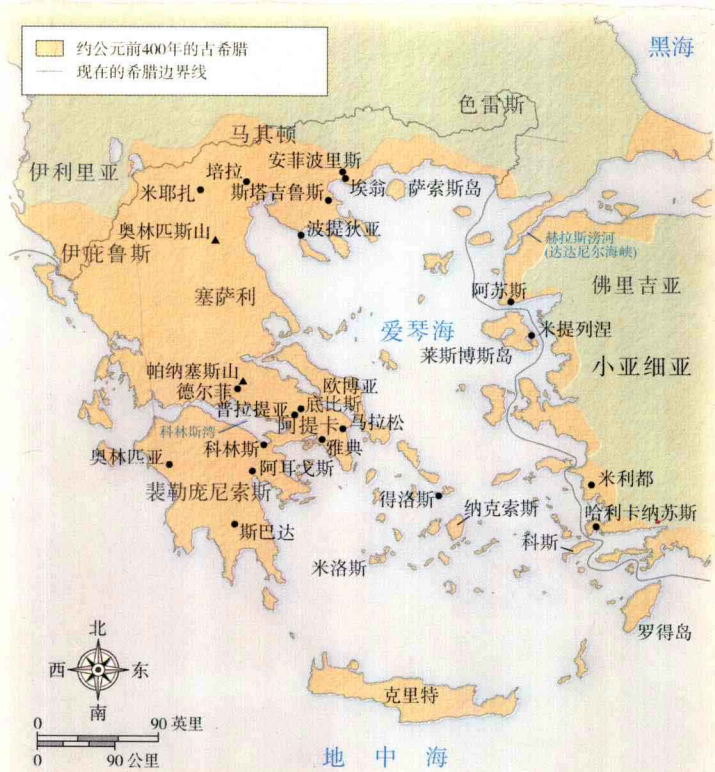 约公元前400年的古希腊
现在的希腊边界线
黑海
色雷斯
马其顿
伊利里亚
安菲波里斯
培拉
埃翁
萨索斯岛
米耶扎
斯塔吉鲁斯
奥林匹斯山
波提狄亚
赫拉斯滂河
(达达尼尔海峡)
伊庇鲁斯
佛里吉亚
塞萨利
阿苏斯
爱琴海
米提列涅
莱斯博斯岛
小亚细亚
帕纳塞斯山
德尔菲
欧博亚
普拉提亚
底比斯
阿提卡
马拉松
科林斯湾
科林斯
雅典
奥林匹亚
阿耳戈斯
米利都
裴勒庞尼索斯
得洛斯
纳克索斯
哈利卡纳苏斯
斯巴达
科斯
米洛斯
罗得岛
北
西
东
南
克里特
0 90 英里
0 90 公里
地中海